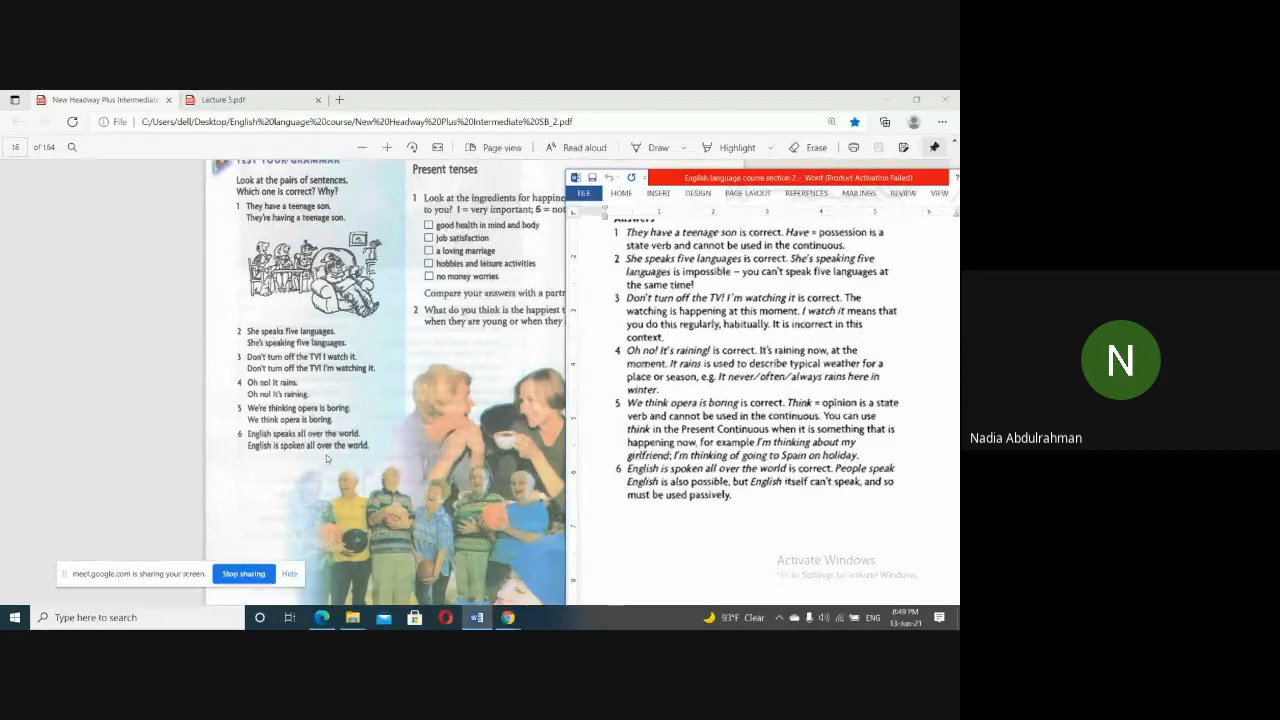 New Headway Plus Intermediate
Lecture 5.pdf
File
C:/Users/dell/Desktop/English%20language%20course/New%20Headway%20Plus%20Intermediate%20SB_2.pdf
of 164
Page view
Read aloud
Draw
Highlight
Erase
TEST YOUR GRAMMAR
Look at the pairs of sentences.
Which one is correct? Why?
1 They have a teenage son.
They're having a teenage son.
2 She speaks five languages.
She's speaking five languages.
3 Don't turn off the TV! I watch it.
Don't turn off the TV! I'm watching it.
4 Oh no! It rains.
Oh no! It's raining.
5 We're thinking opera is boring.
We think opera is boring.
6 English speaks all over the world.
English is spoken all over the world.
Present tenses
1 Look at the ingredients for happine
to you? 1 = very important; 5 = not
good health in mind and body
job satisfaction
a loving marriage
hobbies and leisure activities
no money worries
Compare your answers with a partn
2 What do you think is the happiest t
when they are young or when they
English language course section 2 - Word (Product Activation Failed)
FILE HOME INSERT DESIGN PAGE LAYOUT REFERENCES MAILINGS REVIEW VIEW
1 2 3 4 5 6
Answers
1 They have a teenage son is correct. Have = possession is a
state verb and cannot be used in the continuous.
2 She speaks five languages is correct. She's speaking five
languages is impossible – you can't speak five languages at
the same time!
3 Don't turn off the TV! I'm watching it is correct. The
watching is happening at this moment. I watch it means that
you do this regularly, habitually. It is incorrect in this
context.
4 Oh no! it's raining! is correct. It's raining now, at the
moment. It rains is used to describe typical weather for a
place or season, e.g. It never/often/always rains here in
winter.
5 We think opera is boring is correct. Think = opinion is a state
verb and cannot be used in the continuous. You can use
think in the Present Continuous when it is something that is
happening now, for example I'm thinking about my
girlfriend; I'm thinking of going to Spain on holiday.
6 English is spoken all over the world is correct. People speak
English is also possible, but English itself can't speak, and so
must be used passively.
Activate Windows
to Settings to activate Windows.
meet.google.com is sharing your screen.
Stop sharing
Hide
Type here to search
93°F Clear
ENG
8:49 PM
13-Jun-21
N
Nadia Abdulrahman